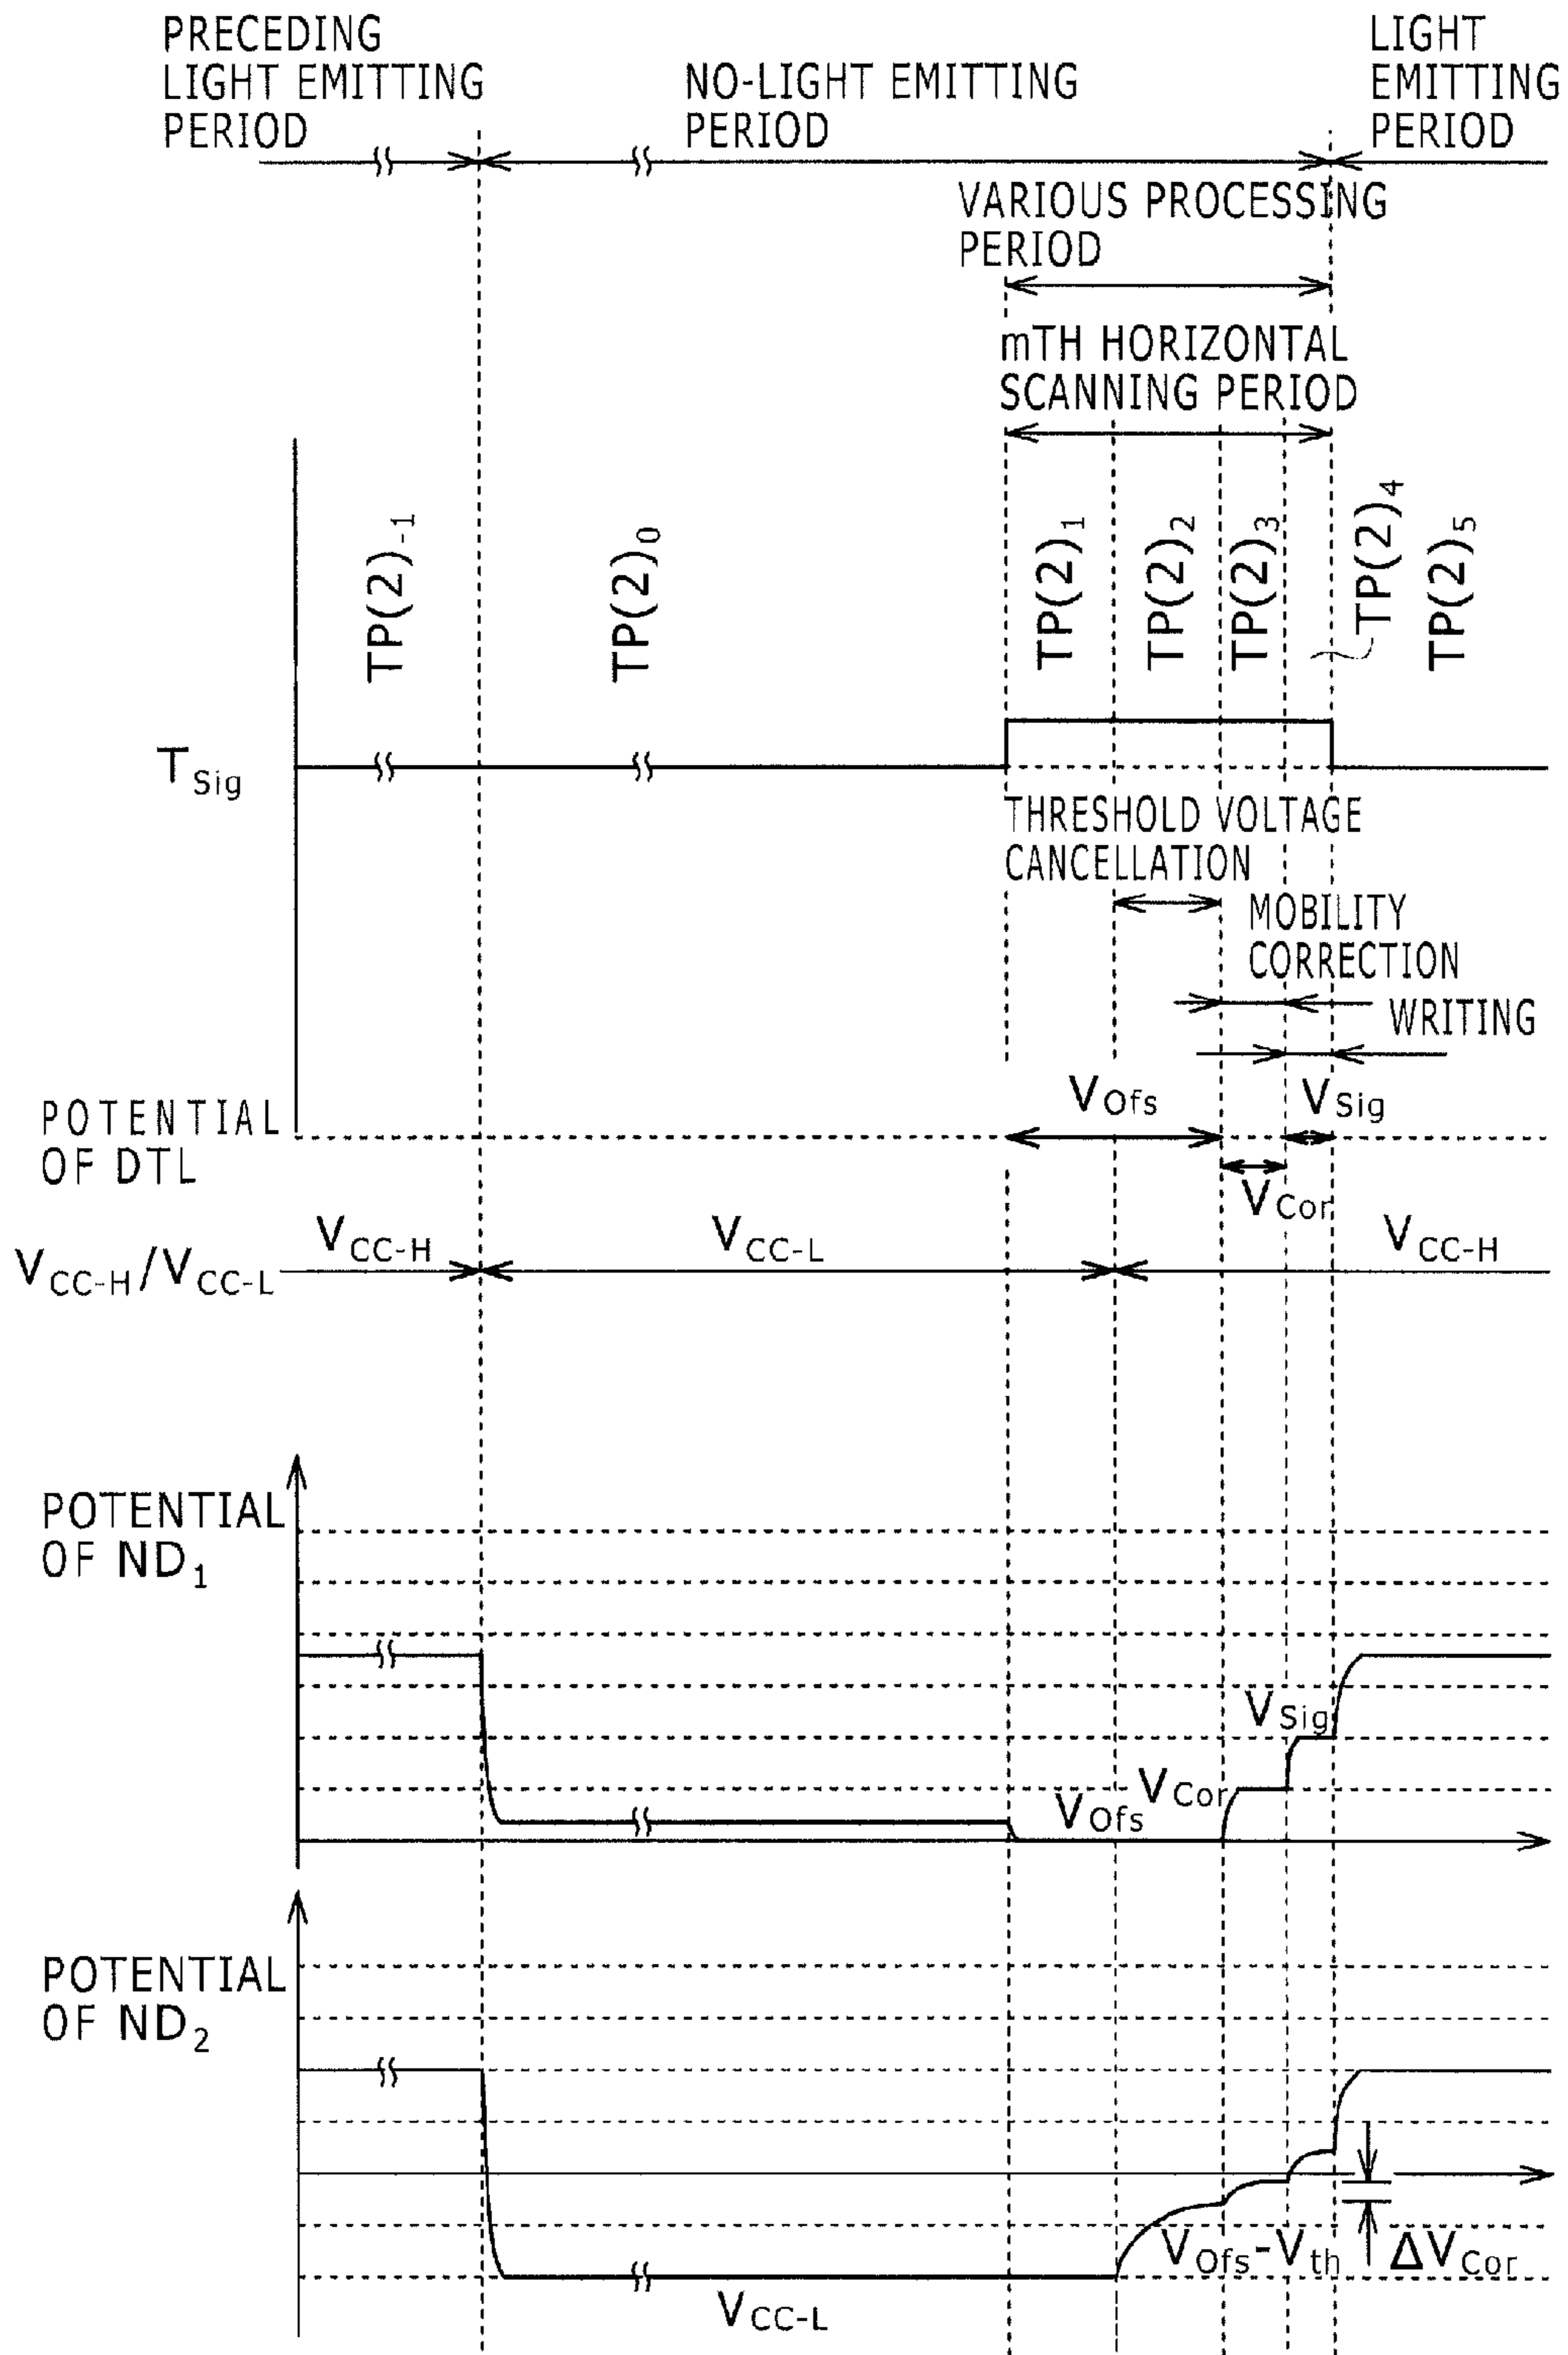 PRECEDING
LIGHT EMITTING
PERIOD
NO-LIGHT EMITTING
PERIOD
LIGHT
EMITTING
PERIOD
VARIOUS PROCESSING
PERIOD
mTH HORIZONTAL
SCANNING PERIOD
TP(2)-1
TP(2)0
TP(2)1
TP(2)2
TP(2)3
TP(2)4
TP(2)5
TSig
THRESHOLD VOLTAGE
CANCELLATION
MOBILITY
CORRECTION
WRITING
POTENTIAL
OF DTL
VOfs
VSig
VCor
VCC-H/VCC-L
VCC-H
VCC-L
VCC-H
POTENTIAL
OF ND1
VSig
VCor
VOfs
POTENTIAL
OF ND2
VOfs-Vth
ΔVCor
VCC-L